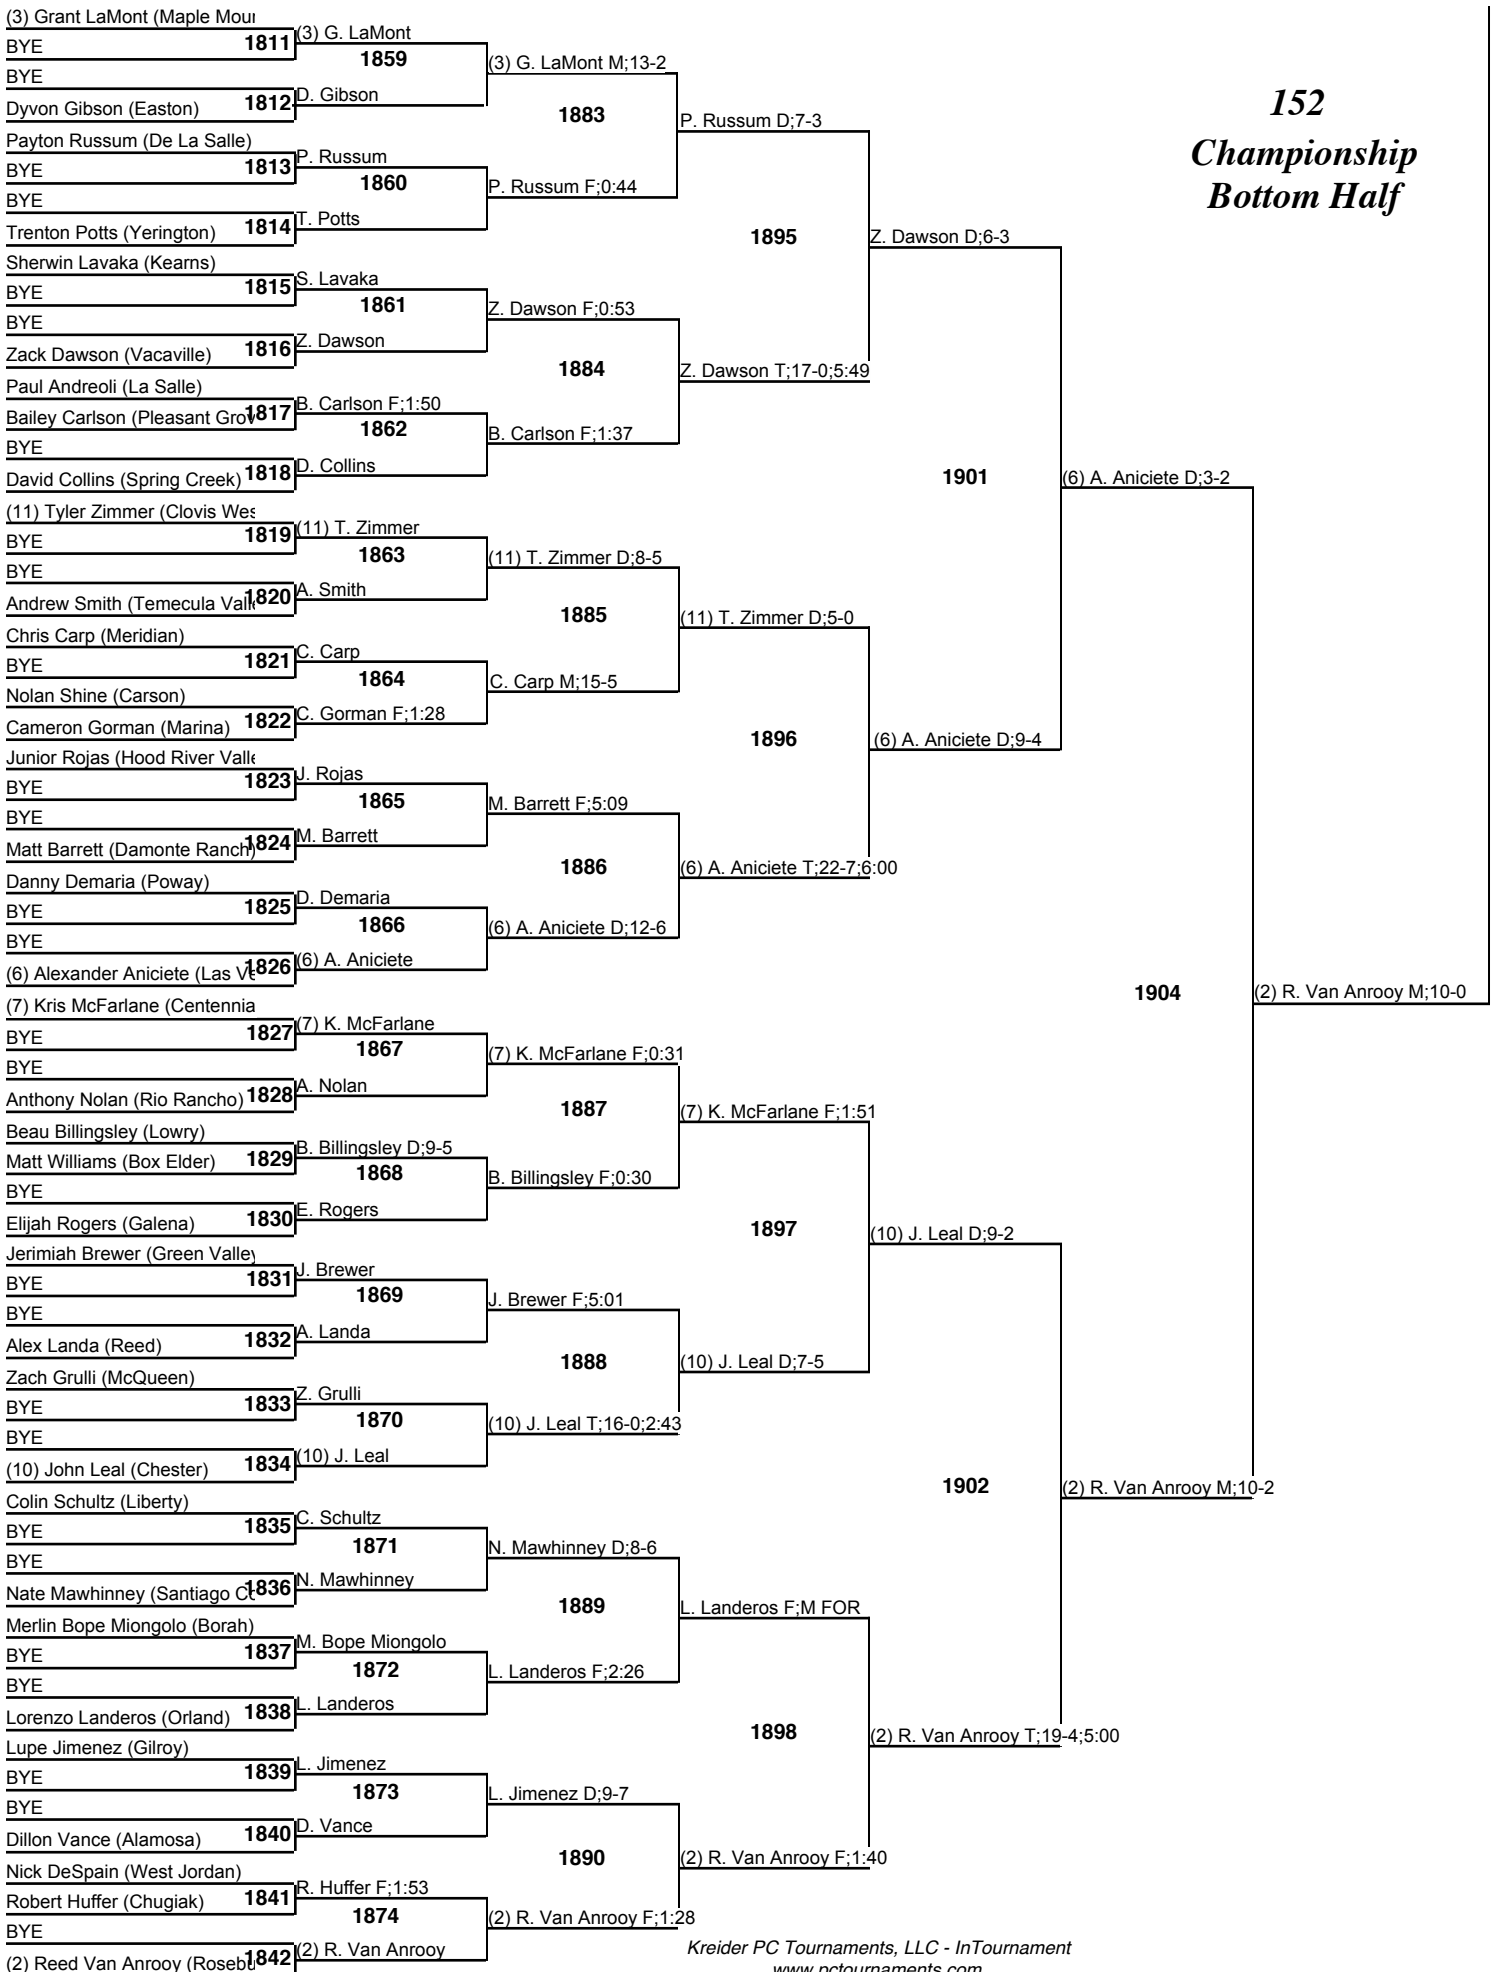 (3) Grant LaMont (Maple Mour
BYE
1811
BYE
Dyvon Gibson (Easton)
1812
Payton Russum (De La Salle)
BYE
1813
BYE
Trenton Potts (Yerington)
1814
Sherwin Lavaka (Kearns)
BYE
1815
BYE
Zack Dawson (Vacaville)
1816
Paul Andreoli (La Salle)
Bailey Carlson (Pleasant Grov
1817
BYE
David Collins (Spring Creek)
1818
(11) Tyler Zimmer (Clovis Wes
BYE
1819
BYE
Andrew Smith (Temecula Valle
1820
Chris Carp (Meridian)
BYE
1821
Nolan Shine (Carson)
Cameron Gorman (Marina)
1822
Junior Rojas (Hood River Valle
BYE
1823
BYE
Matt Barrett (Damonte Ranch)
1824
Danny Demaria (Poway)
BYE
1825
BYE
(6) Alexander Aniciete (Las Ve
1826
(7) Kris McFarlane (Centennia
BYE
1827
BYE
Anthony Nolan (Rio Rancho)
1828
Beau Billingsley (Lowry)
Matt Williams (Box Elder)
1829
BYE
Elijah Rogers (Galena)
1830
Jerimiah Brewer (Green Valley
BYE
1831
BYE
Alex Landa (Reed)
1832
Zach Grulli (McQueen)
BYE
1833
BYE
(10) John Leal (Chester)
1834
Colin Schultz (Liberty)
BYE
1835
BYE
Nate Mawhinney (Santiago Co
1836
Merlin Bope Miongolo (Borah)
BYE
1837
BYE
Lorenzo Landeros (Orland)
1838
Lupe Jimenez (Gilroy)
BYE
1839
BYE
Dillon Vance (Alamosa)
1840
Nick DeSpain (West Jordan)
Robert Huffer (Chugiak)
1841
BYE
(2) Reed Van Anrooy (Rosebu
1842
(3) G. LaMont
1859
D. Gibson
P. Russum
1860
T. Potts
S. Lavaka
1861
Z. Dawson
B. Carlson F;1:50
1862
D. Collins
(11) T. Zimmer
1863
A. Smith
C. Carp
1864
C. Gorman F;1:28
J. Rojas
1865
M. Barrett
D. Demaria
1866
(6) A. Aniciete
(7) K. McFarlane
1867
A. Nolan
B. Billingsley D;9-5
1868
E. Rogers
J. Brewer
1869
A. Landa
Z. Grulli
1870
(10) J. Leal
C. Schultz
1871
N. Mawhinney
M. Bope Miongolo
1872
L. Landeros
L. Jimenez
1873
D. Vance
R. Huffer F;1:53
1874
(2) R. Van Anrooy
(3) G. LaMont M;13-2
1883
P. Russum F;0:44
Z. Dawson F;0:53
1884
B. Carlson F;1:37
(11) T. Zimmer D;8-5
1885
C. Carp M;15-5
M. Barrett F;5:09
1886
(6) A. Aniciete D;12-6
(7) K. McFarlane F;0:31
1887
B. Billingsley F;0:30
J. Brewer F;5:01
1888
(10) J. Leal T;16-0;2:43
N. Mawhinney D;8-6
1889
L. Landeros F;2:26
L. Jimenez D;9-7
1890
(2) R. Van Anrooy F;1:28
P. Russum D;7-3
1895
Z. Dawson T;17-0;5:49
(11) T. Zimmer D;5-0
1896
(6) A. Aniciete T;22-7;6:00
(7) K. McFarlane F;1:51
1897
(10) J. Leal D;7-5
L. Landeros F;M FOR
1898
(2) R. Van Anrooy F;1:40
Z. Dawson D;6-3
1901
(6) A. Aniciete D;9-4
(10) J. Leal D;9-2
1902
(2) R. Van Anrooy T;19-4;5:00
(6) A. Aniciete D;3-2
1904
(2) R. Van Anrooy M;10-2
(2) R. Van Anrooy M;10-0
152
Championship
Bottom Half
Kreider PC Tournaments, LLC - InTournament
www.pctournaments.com